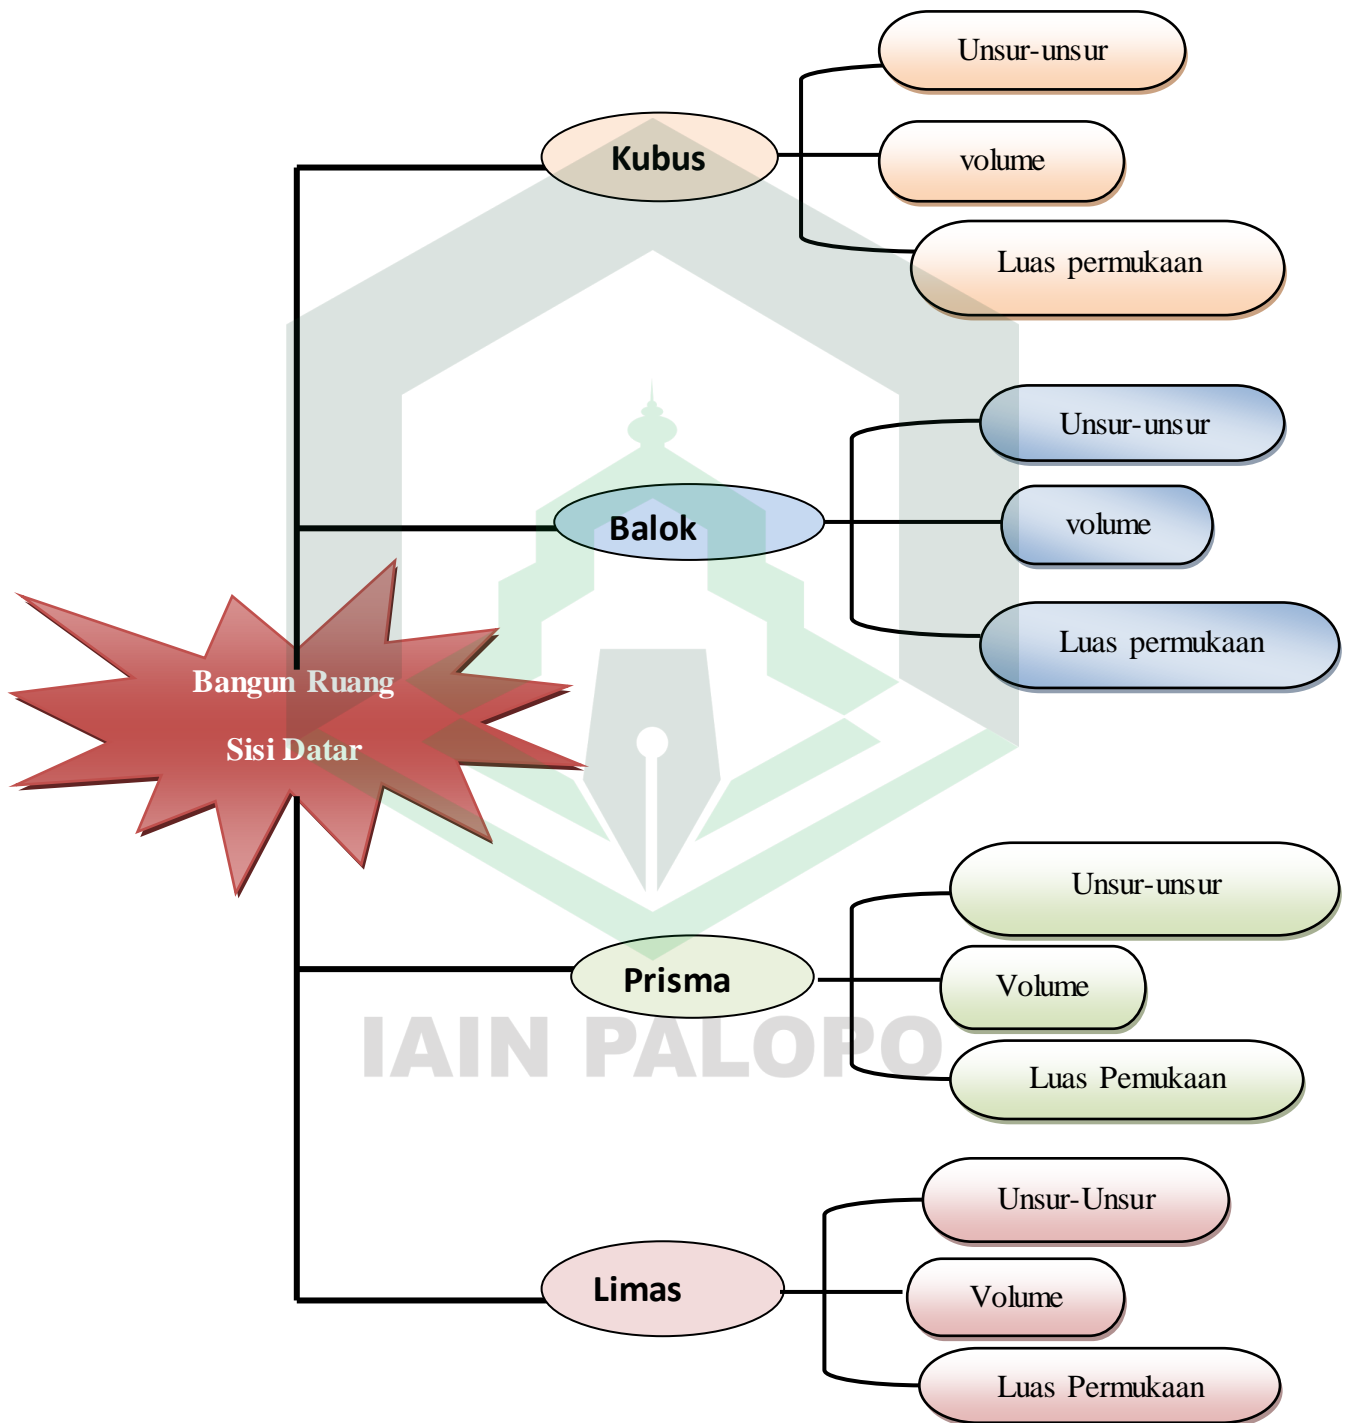 Bangun Ruang
Sisi Datar
Kubus
Unsur-unsur
volume
Luas permukaan
Balok
Unsur-unsur
volume
Luas permukaan
Prisma
Unsur-unsur
Volume
Luas Pemukaan
IAIN PALOPO
Limas
Unsur-Unsur
Volume
Luas Permukaan